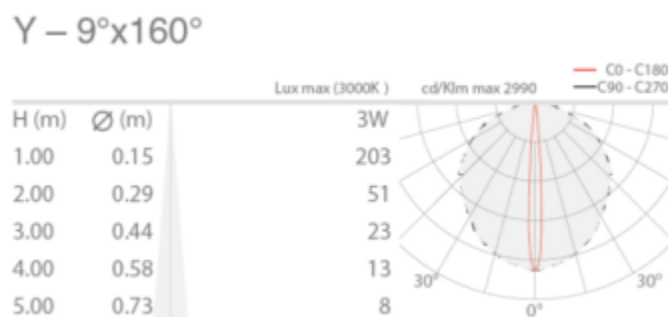 Y – 9°x160°
Lux max (3000K ) cd/Klm max 2990 C0 - C180
C90 - C270
H (m) Ø (m) 3W
1.00 0.15 203
2.00 0.29 51
3.00 0.44 23
4.00 0.58 13
30° 30°
5.00 0.73 8
0°